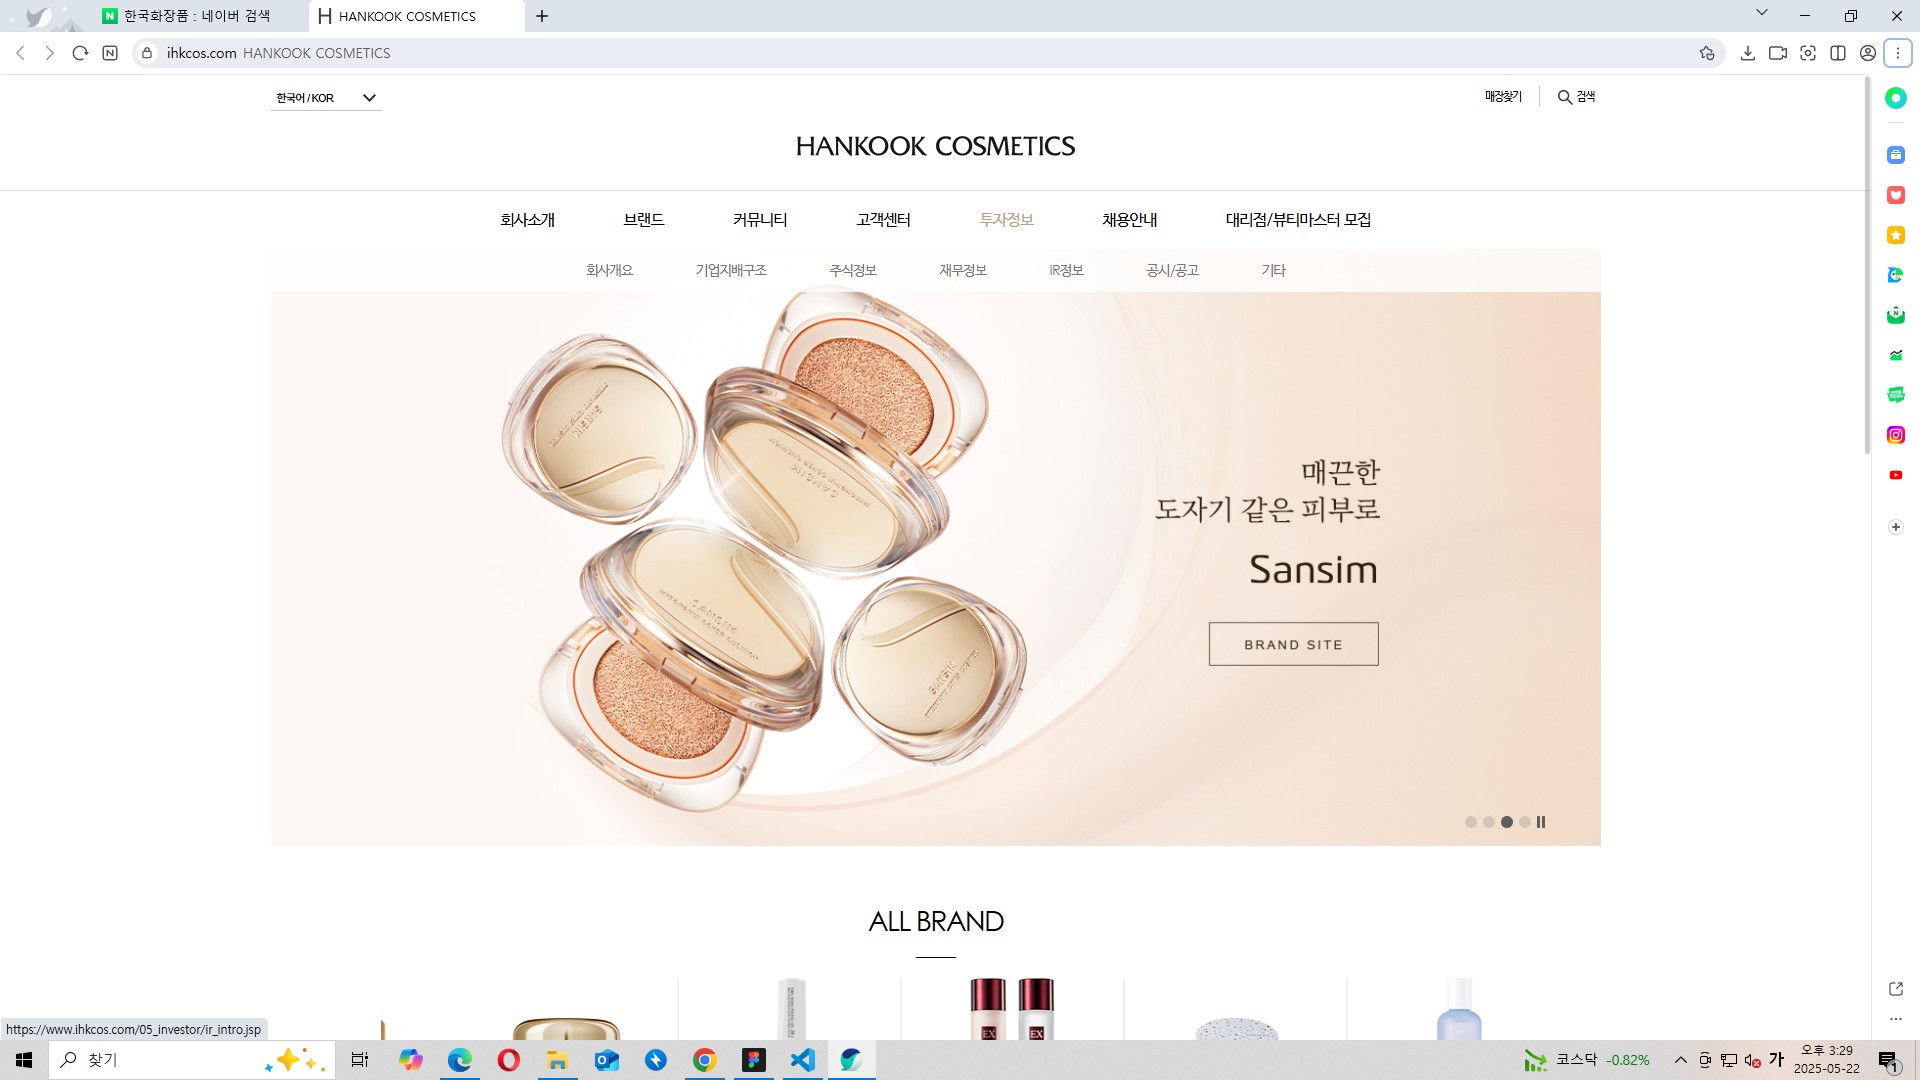 한국화장품 : 네이버 검색
HANKOOK COSMETICS
ihkcos.com HANKOOK COSMETICS
한국어 / KOR
매장찾기
검색
HANKOOK COSMETICS
회사소개 브랜드 커뮤니티 고객센터 투자정보 채용안내 대리점/뷰티마스터 모집
회사개요 기업지배구조 주식정보 재무정보 IR정보 공시/공고 기타
매끈한
도자기 같은 피부로
Sansim
BRAND SITE
ALL BRAND
EX EX
https://www.ihkcos.com/05_investor/ir_intro.jsp
찾기
코스닥 -0.82%
가
오후 3:29
2025-05-22
1